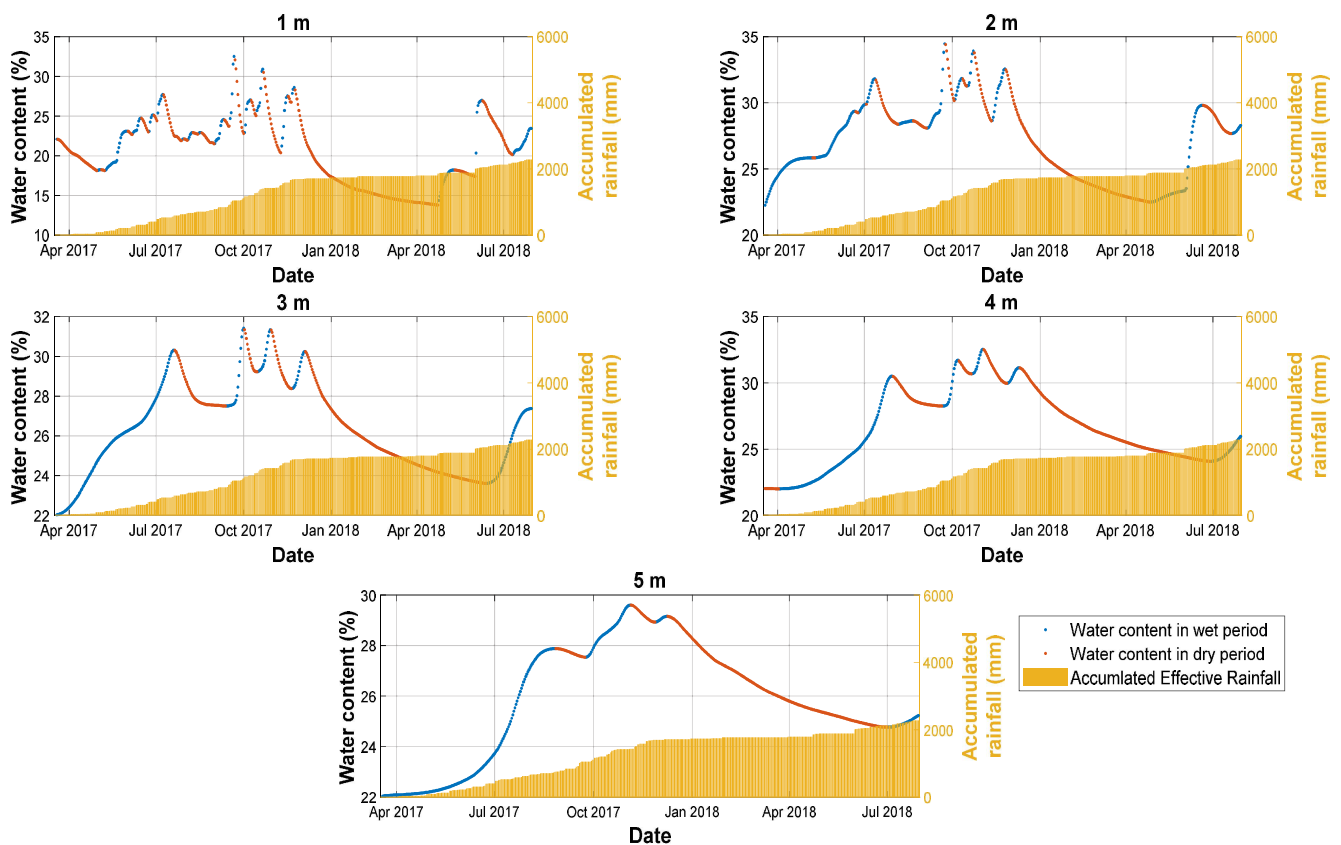 1 m
35
30
25
20
15
10
Water content (%)
6000
4000
2000
0
Accumulated
rainfall (mm)
Apr 2017 Jul 2017 Oct 2017 Jan 2018 Apr 2018 Jul 2018
Date
2 m
35
30
25
20
Water content (%)
6000
4000
2000
0
Accumulated
rainfall (mm)
Apr 2017 Jul 2017 Oct 2017 Jan 2018 Apr 2018 Jul 2018
Date
3 m
32
30
28
26
24
22
Water content (%)
6000
4000
2000
0
Accumulated
rainfall (mm)
Apr 2017 Jul 2017 Oct 2017 Jan 2018 Apr 2018 Jul 2018
Date
4 m
35
30
25
20
Water content (%)
6000
4000
2000
0
Accumulated
rainfall (mm)
Apr 2017 Jul 2017 Oct 2017 Jan 2018 Apr 2018 Jul 2018
Date
5 m
30
28
26
24
22
Water content (%)
6000
4000
2000
0
Accumulated
rainfall (mm)
Apr 2017 Jul 2017 Oct 2017 Jan 2018 Apr 2018 Jul 2018
Date
Water content in wet period
Water content in dry period
Accumlated Effective Rainfall